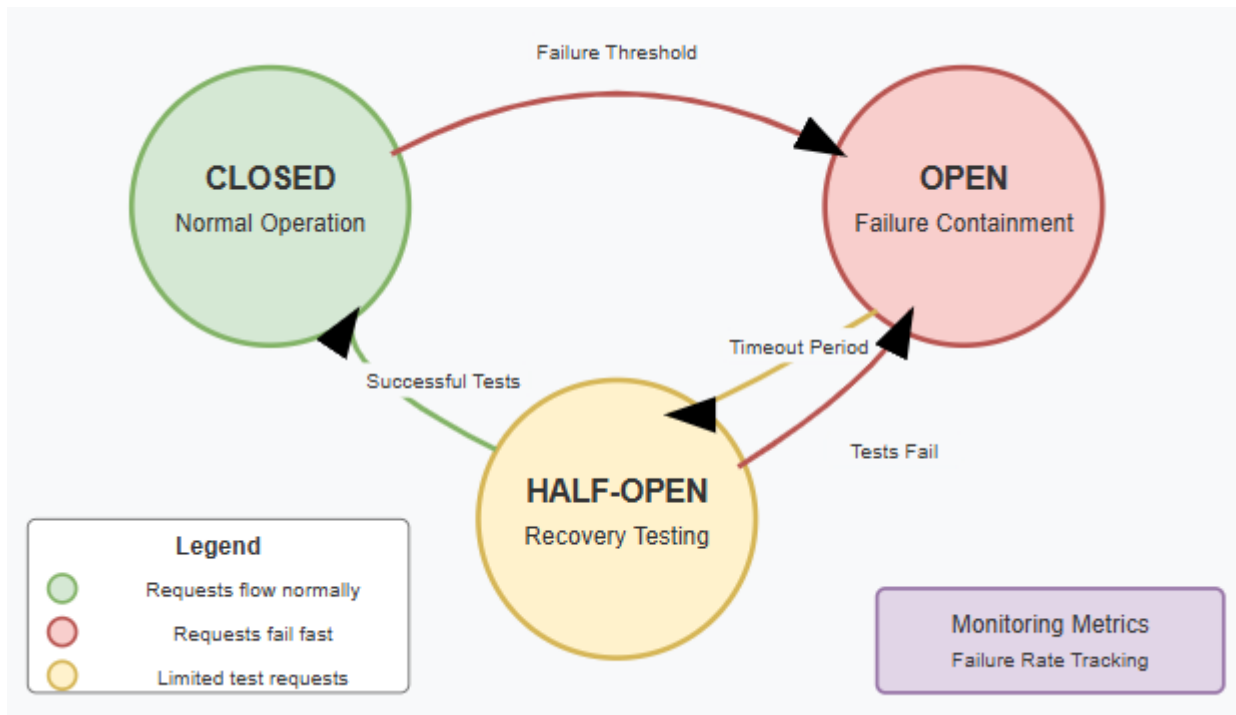 Failure Threshold
CLOSED
Normal Operation
OPEN
Failure Containment
Timeout Period
Successful Tests
Tests Fail
HALF-OPEN
Recovery Testing
Legend
Requests flow normally
Requests fail fast
Limited test requests
Monitoring Metrics
Failure Rate Tracking